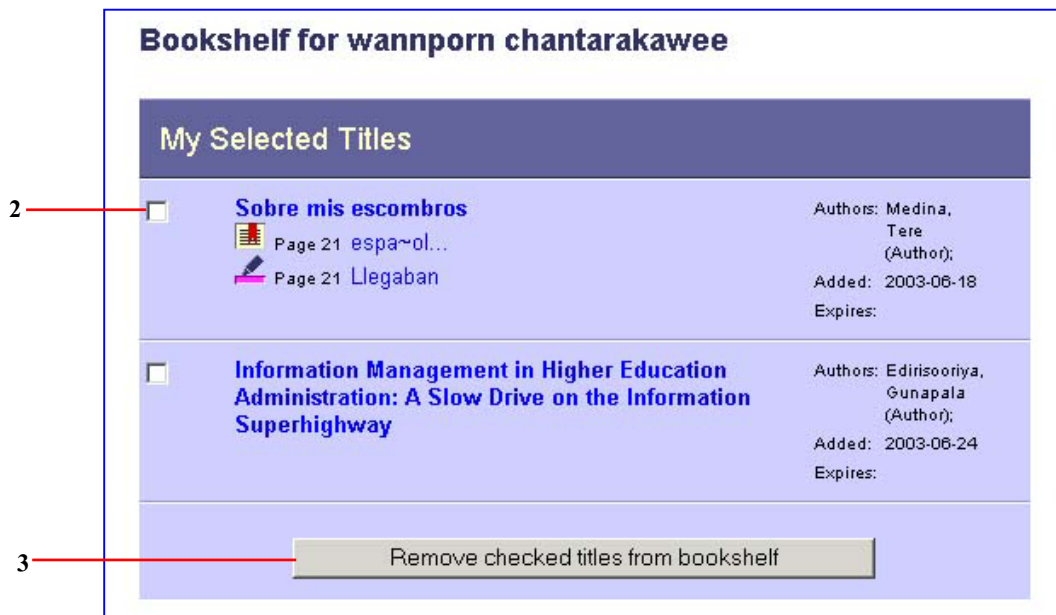 Bookshelf for wannporn chantarakawee
My Selected Titles
2
Sobre mis escombros
Page 21 espa~ol...
Page 21 Llegaban
Authors: Medina,
Tere
(Author);
Added: 2003-06-18
Expires:
Information Management in Higher Education
Administration: A Slow Drive on the Information
Superhighway
Authors: Edirisooriya,
Gunapala
(Author);
Added: 2003-06-24
Expires:
3
Remove checked titles from bookshelf